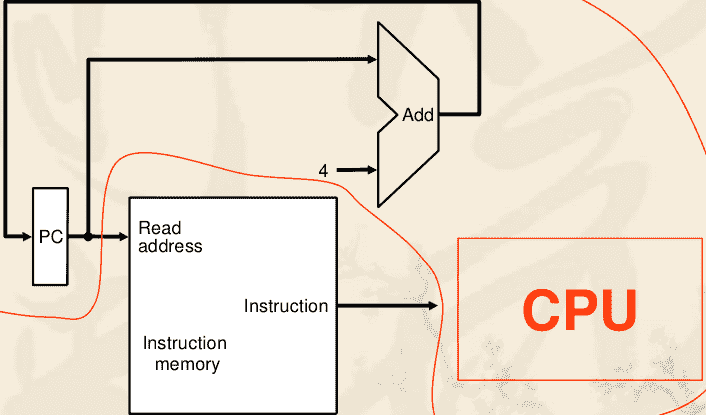 Add
4
PC
Read
address
Instruction
Instruction
memory
CPU